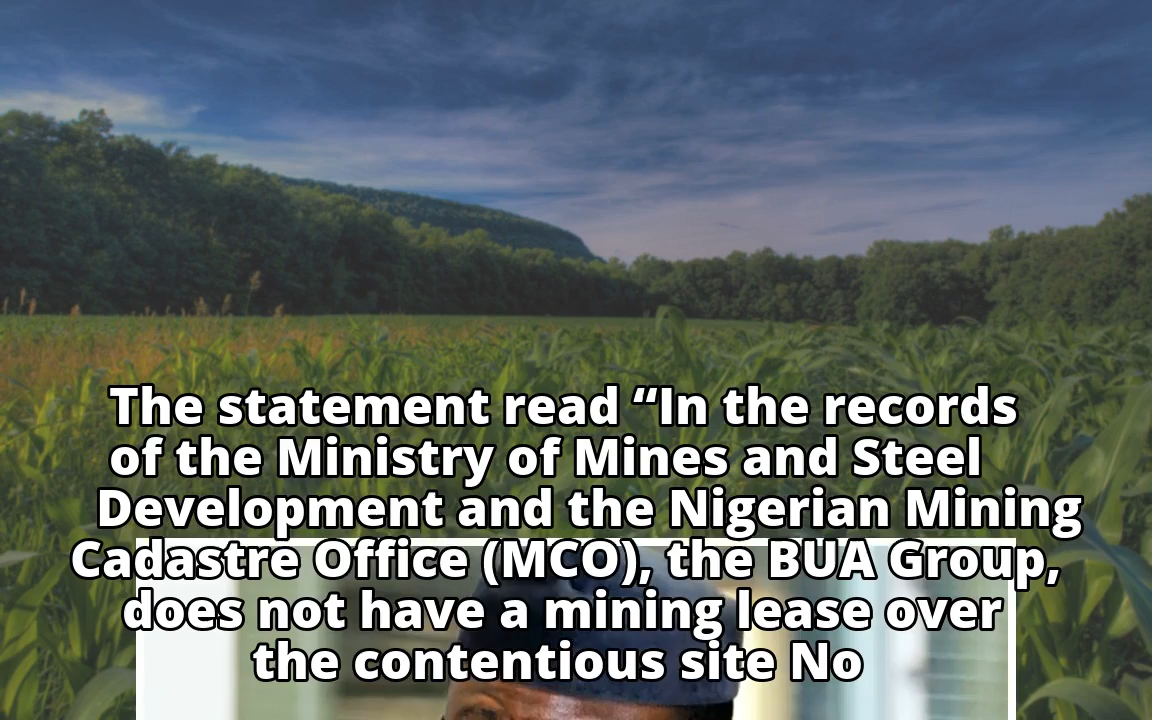 The statement read “In the records
of the Ministry of Mines and Steel
Development and the Nigerian Mining
Cadastre Office (MCO), the BUA Group,
does not have a mining lease over
the contentious site No